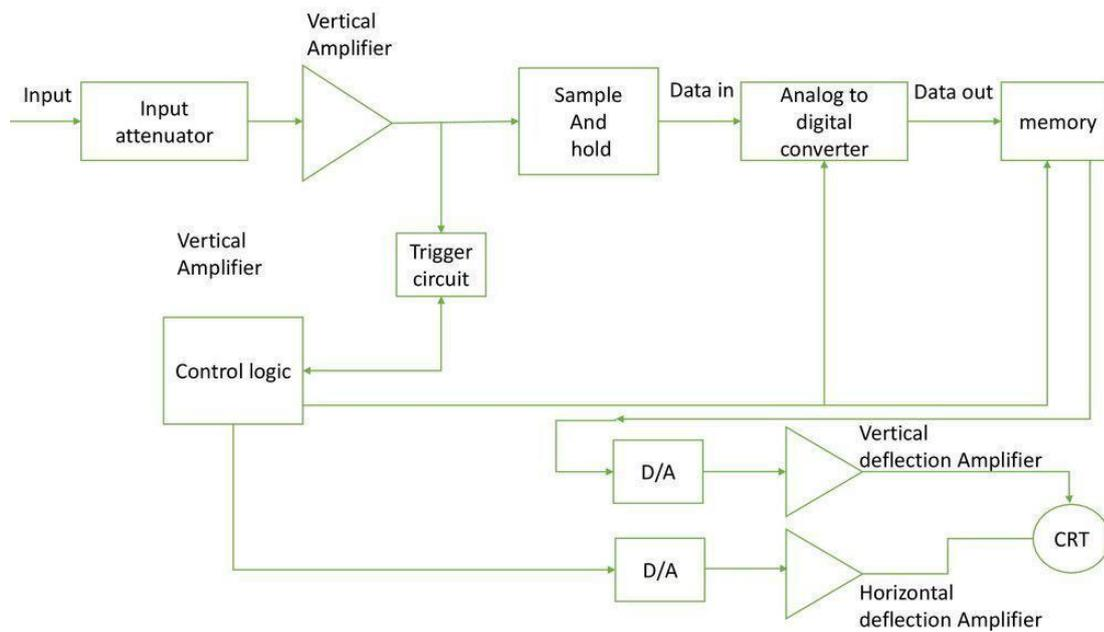 Vertical
Amplifier
Input
Input
attenuator
Sample
And
hold
Data in
Analog to
digital
converter
Data out
memory
Vertical
Amplifier
Trigger
circuit
Control logic
D/A
Vertical
deflection Amplifier
CRT
D/A
Horizontal
deflection Amplifier